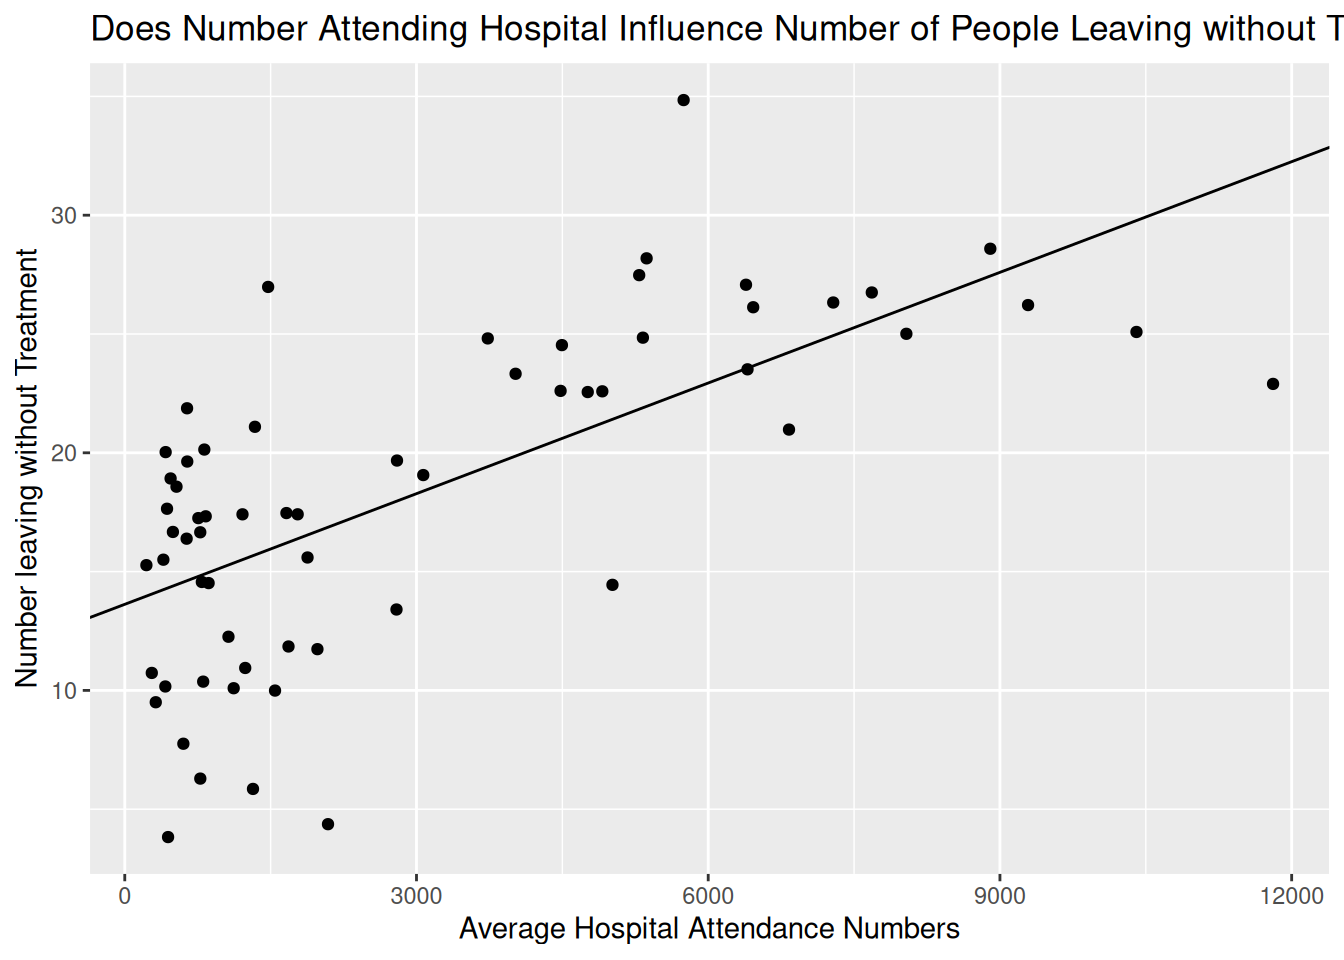 Does Number Attending Hospital Influence Number of People Leaving without T
30
20
10
Number leaving without Treatment
0 3000 6000 9000 12000
Average Hospital Attendance Numbers